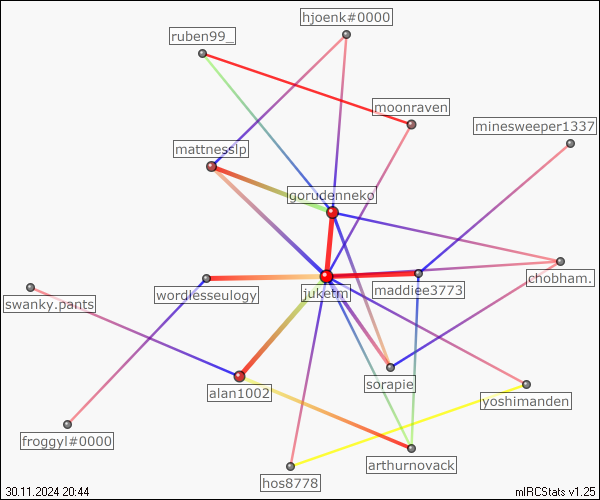 hjoenk#0000
ruben99_
moonraven
minesweeper1337
mattnesslp
gorudenneko
chobham.
maddiee3773
juketm
wordlesseulogy
swanky.pants
sorapie
alan1002
yoshimanden
froggyl#0000
arthurnovack
hos8778
30.11.2024 20:44
mIRCStats v1.25